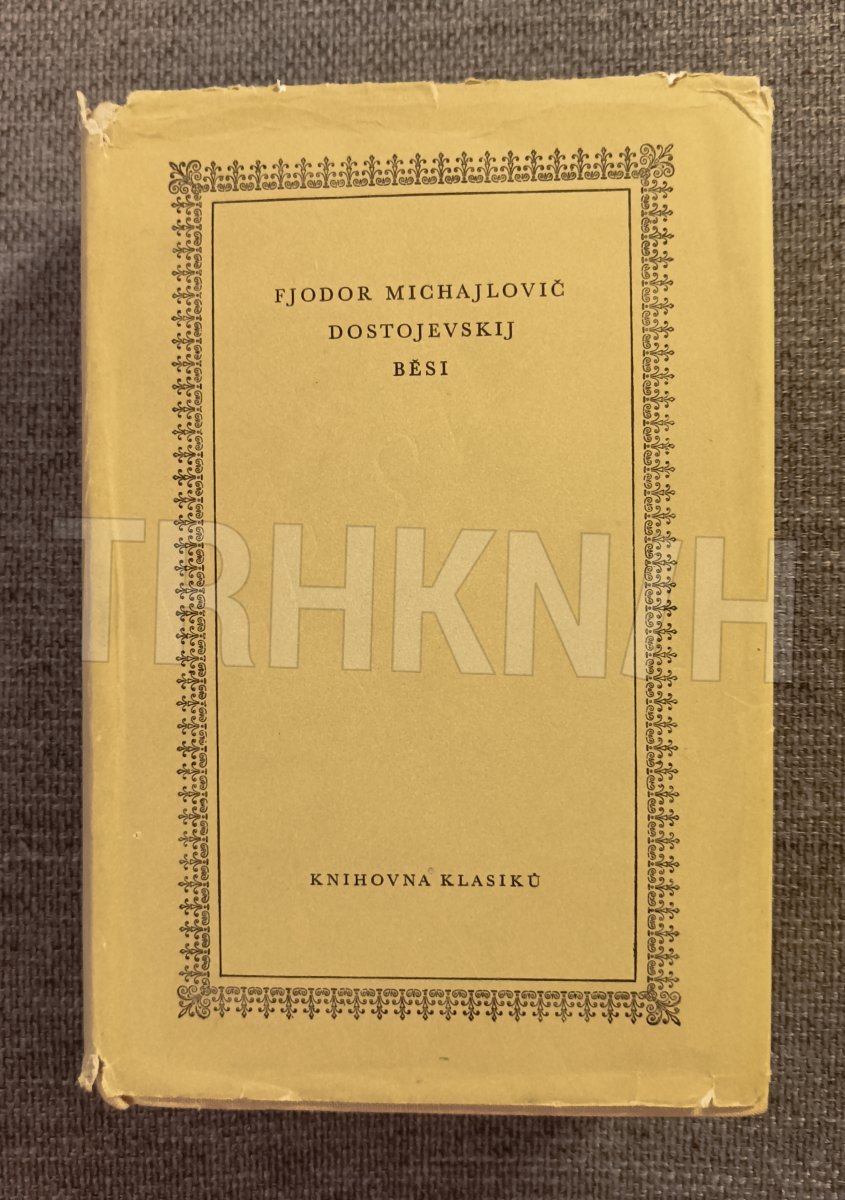 FJODOR MICHAJLOVIČ
DOSTOJEVSKIJ
BĚSI
TRHKNIH
KNIHOVNA KLASIKŮ